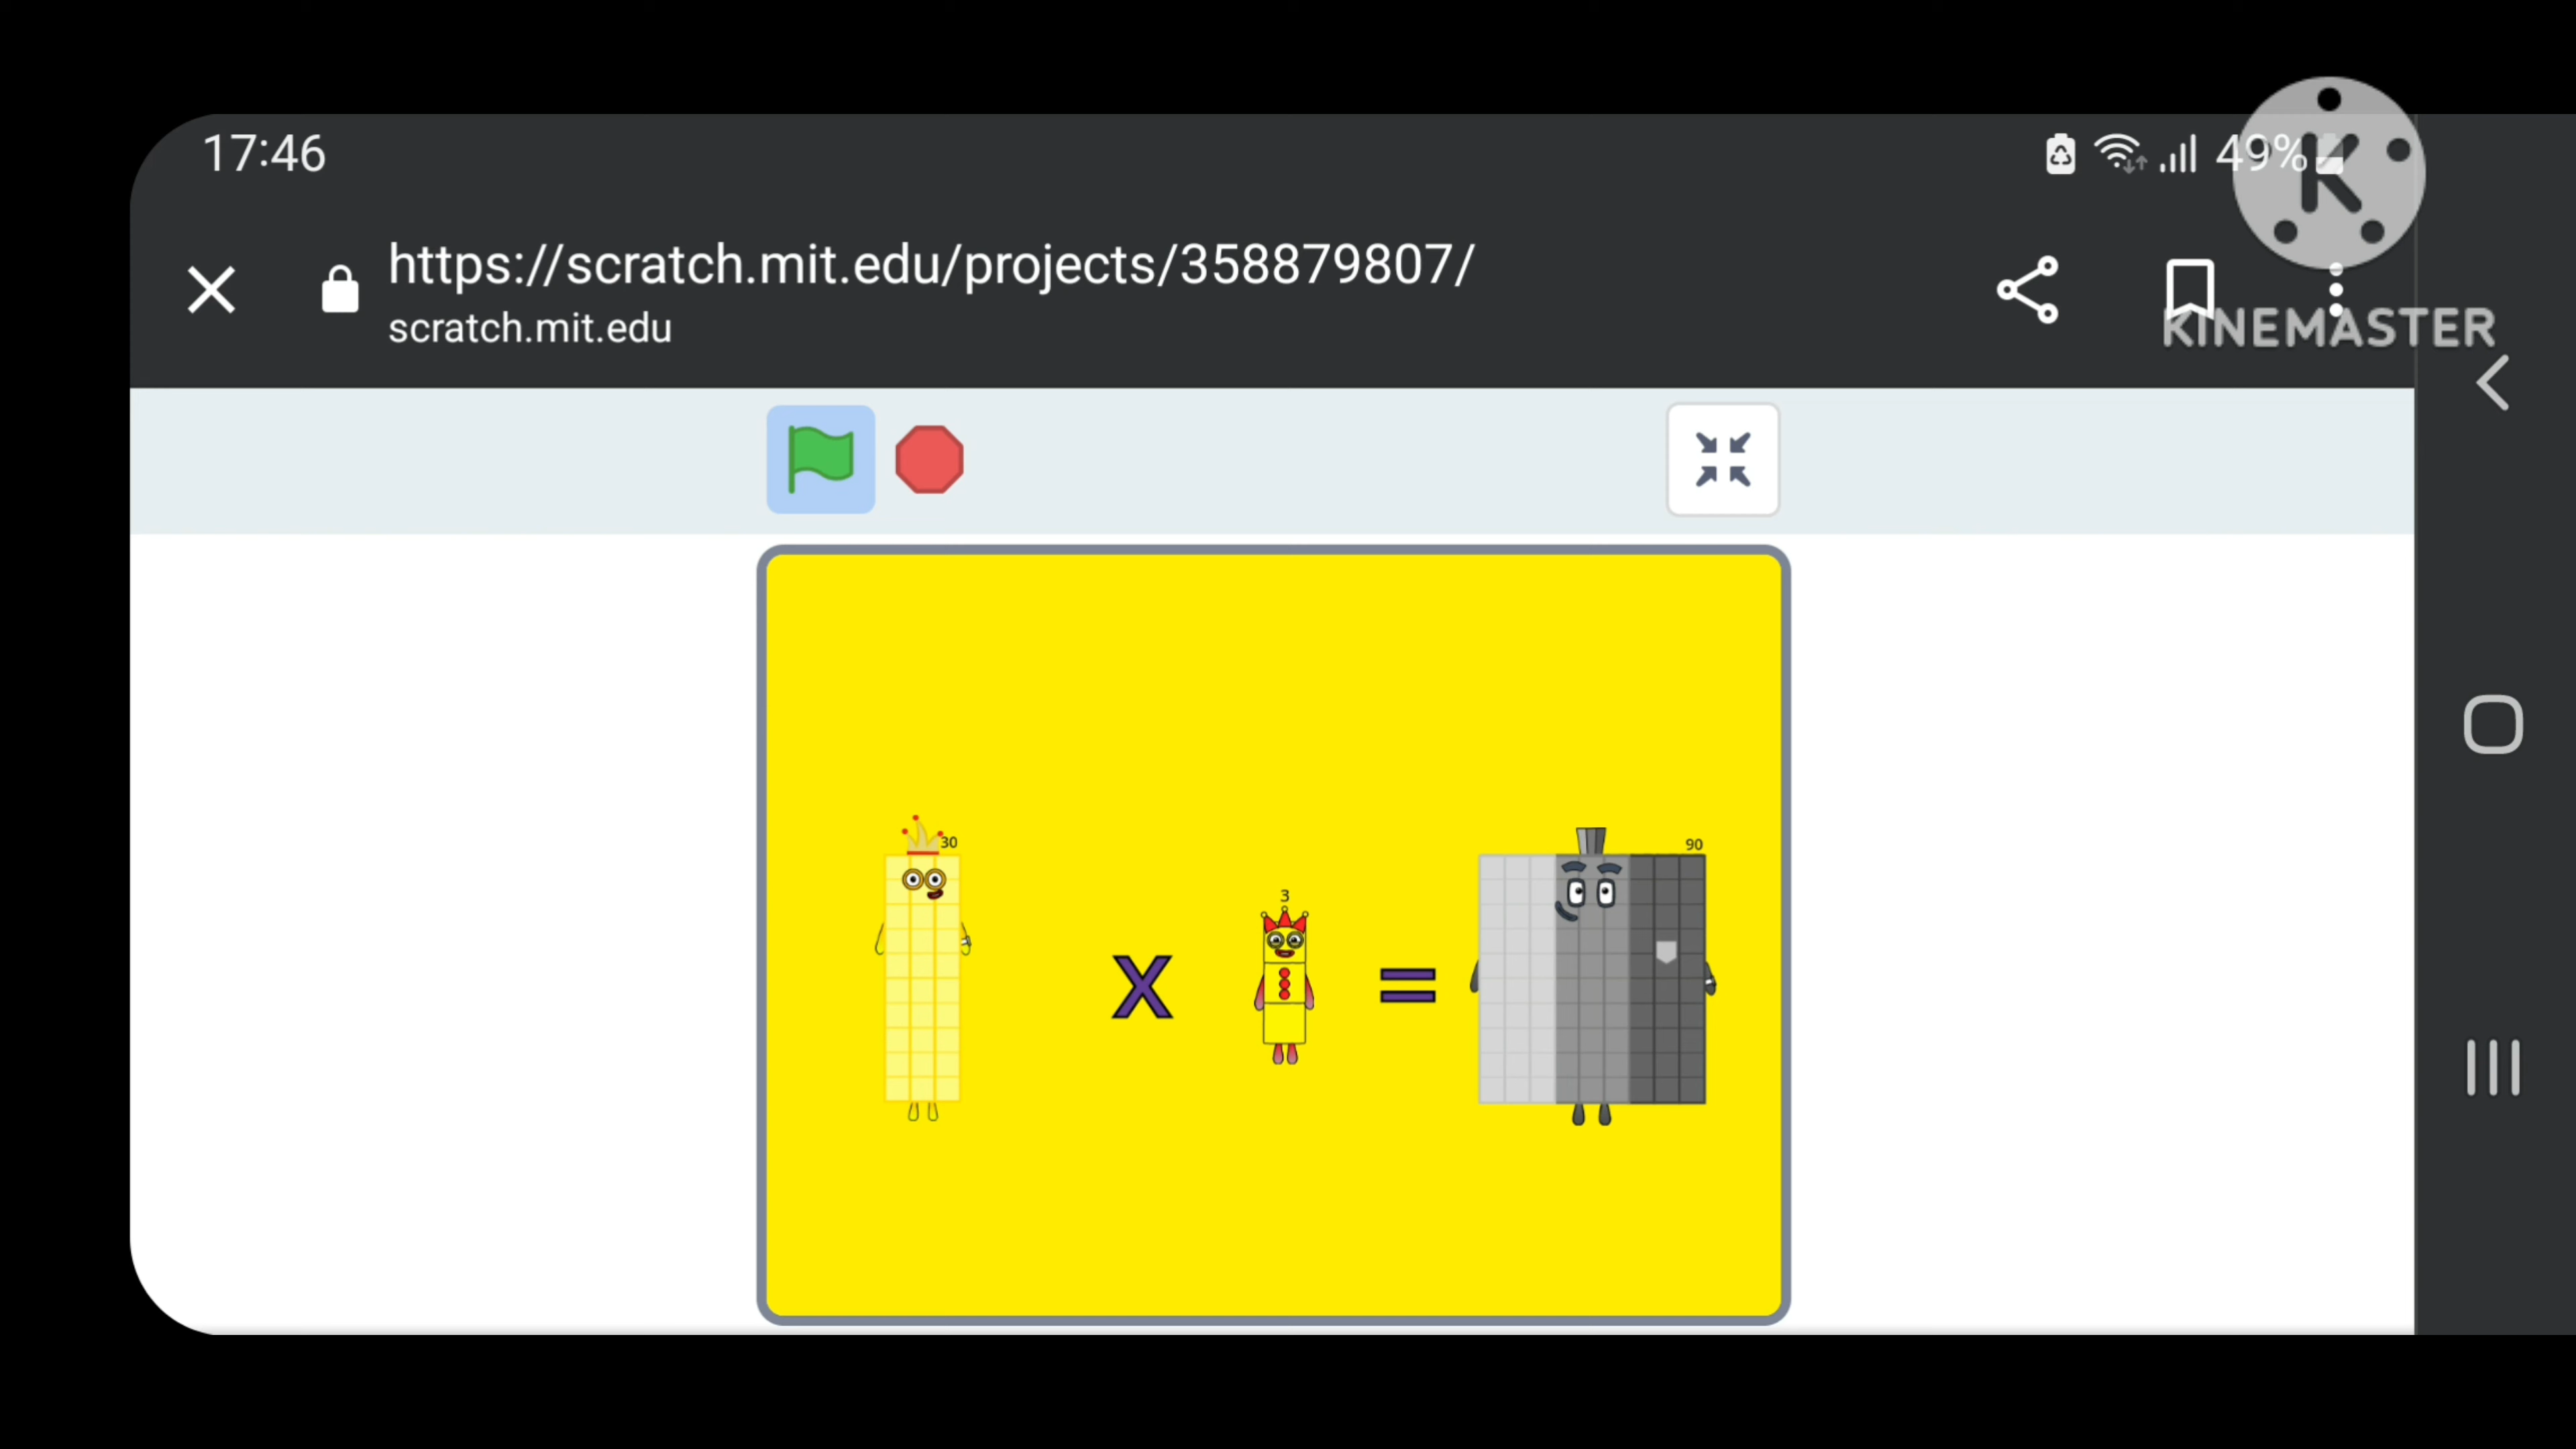 17:46
49%
K
https://scratch.mit.edu/projects/358879807/
scratch.mit.edu
KINEMASTER
30
3
90
X =